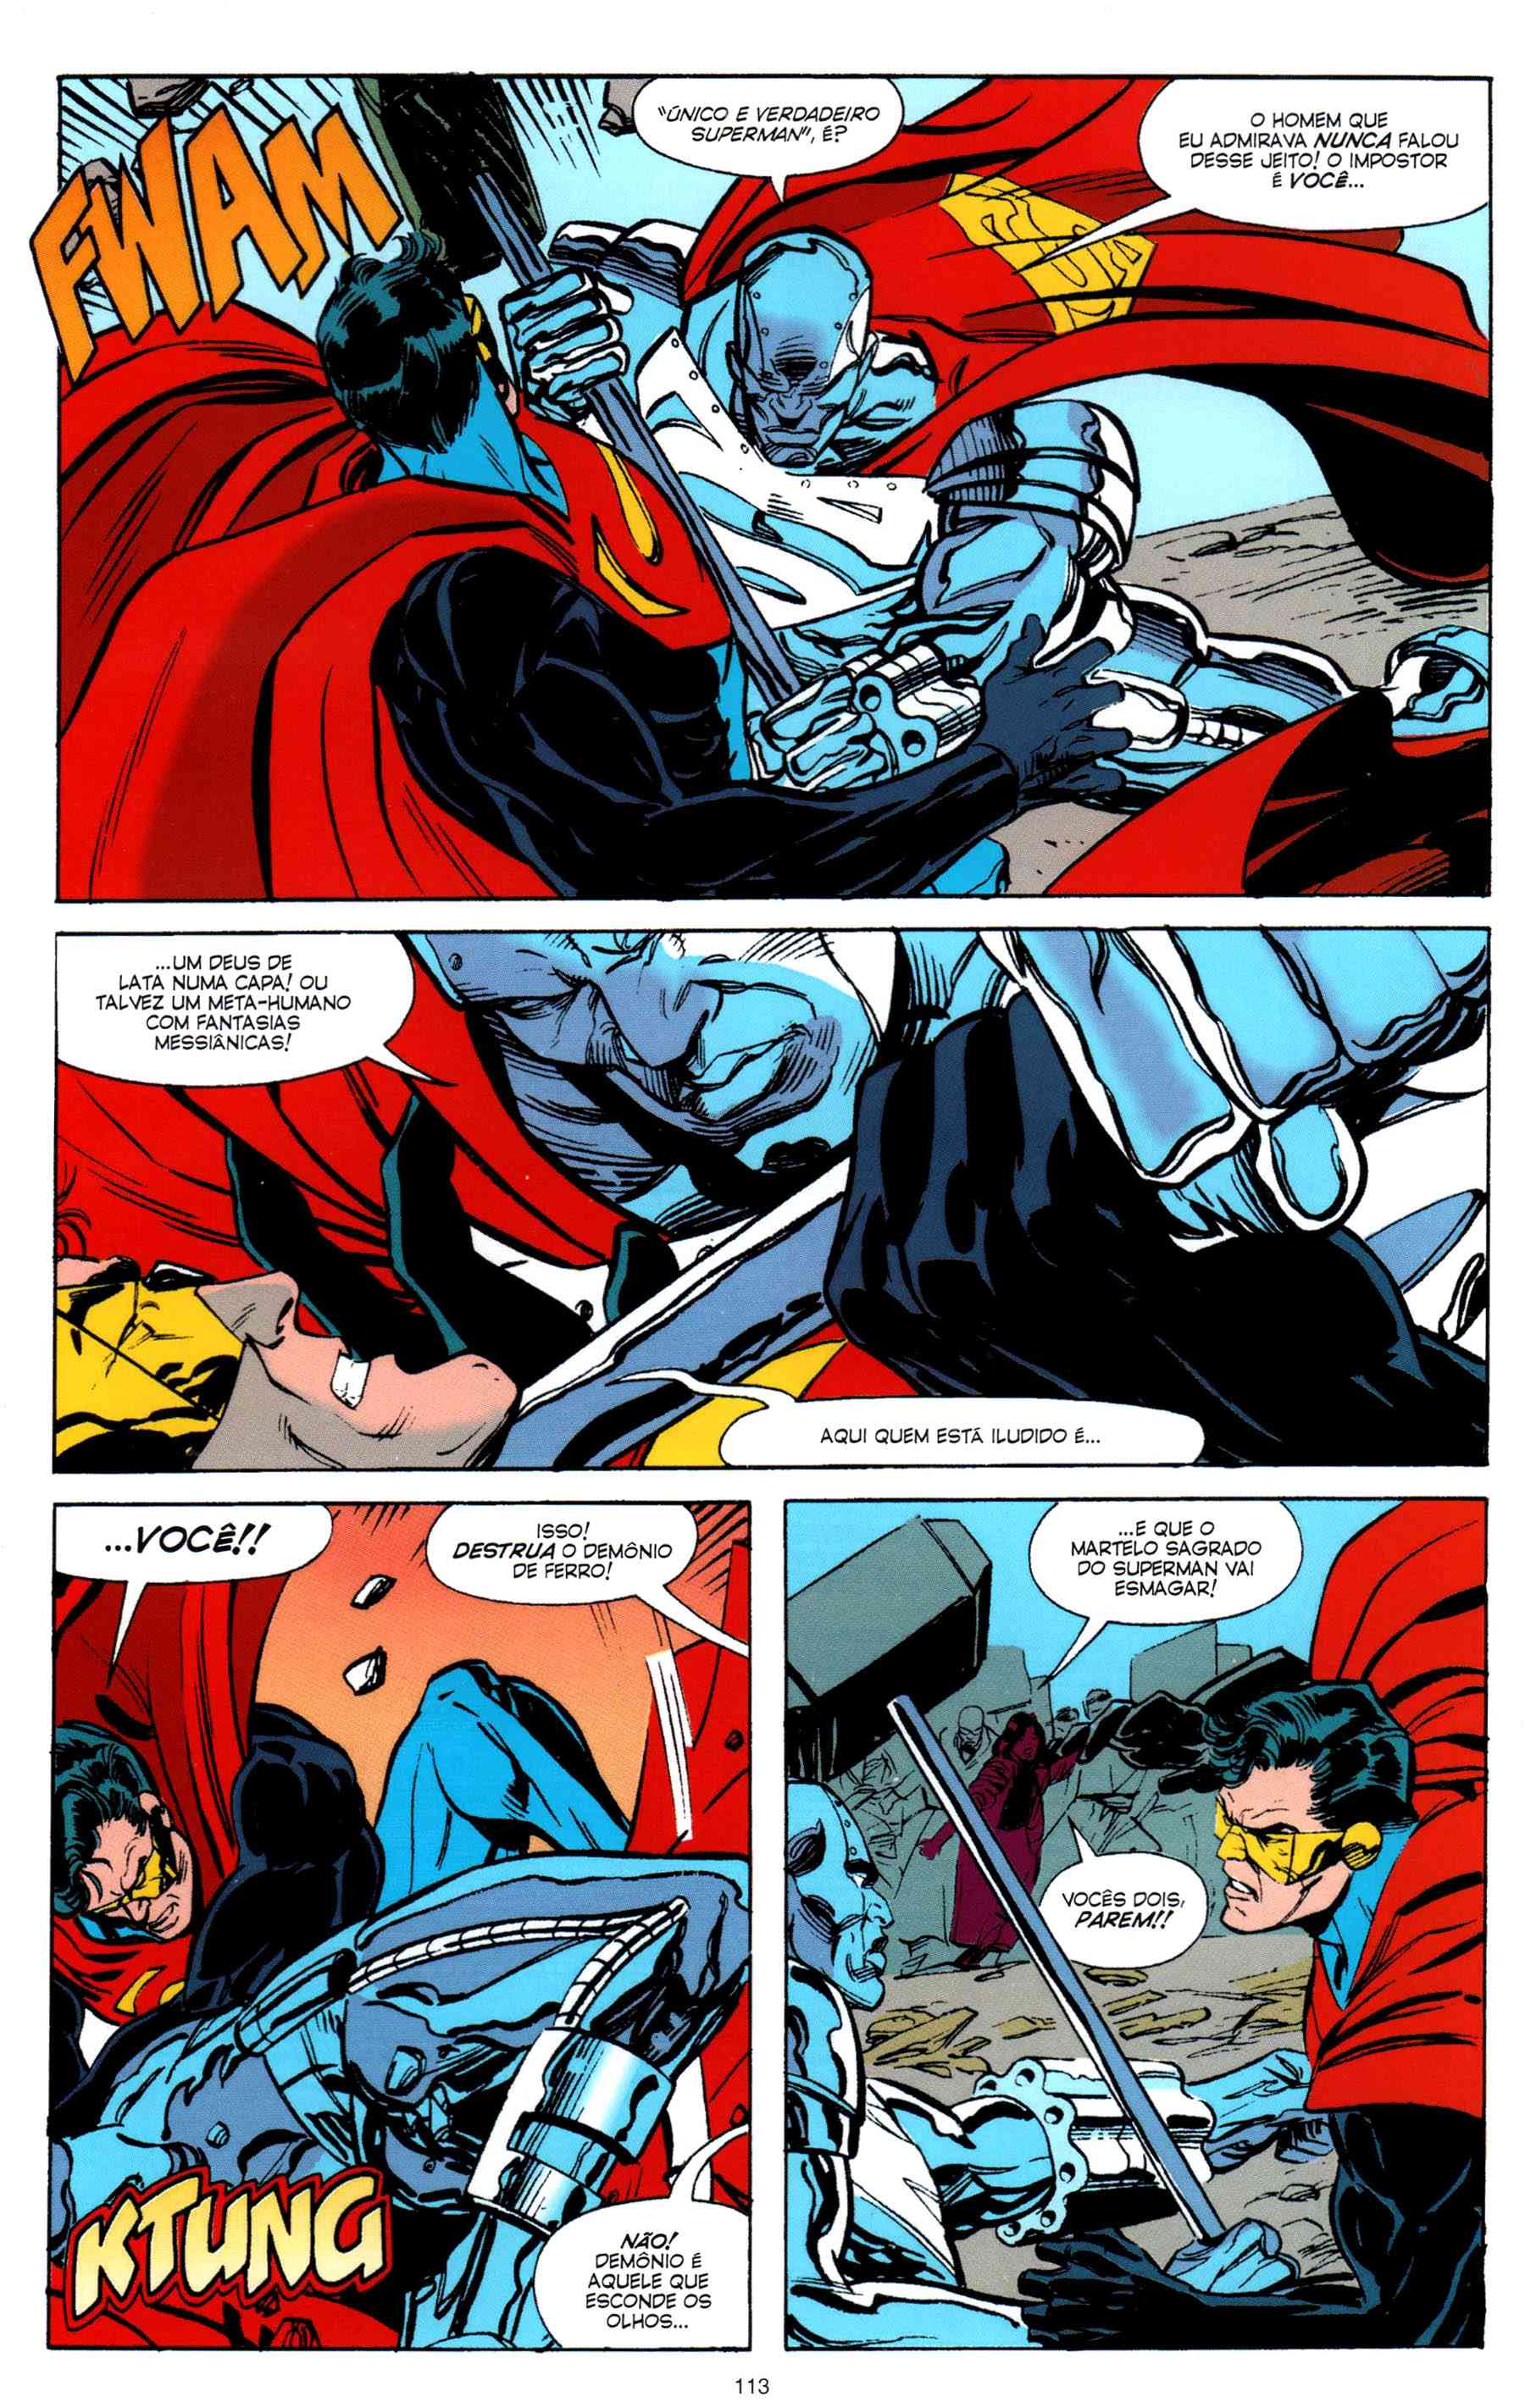 FWAM
"ÚNICO E VERDADEIRO
SUPERMAN", É?
O HOMEM QUE
EU ADMIRAVA NUNCA FALOU
DESSE JEITO! O IMPOSTOR
É VOCÊ...
...UM DEUS DE
LATA NUMA CAPA! OU
TALVEZ UM META-HUMANO
COM FANTASIAS
MESSIÂNICAS!
AQUI QUEM ESTÁ ILUDIDO É...
...VOCÊ!!
ISSO!
DESTRUA O DEMÔNIO
DE FERRO!
KTUNG
NÃO!
DEMÔNIO É
AQUELE QUE
ESCONDE OS
OLHOS...
...E QUE O
MARTELO SAGRADO
DO SUPERMAN VAI
ESMAGAR!
VOCÊS DOIS,
PAREM!!
113